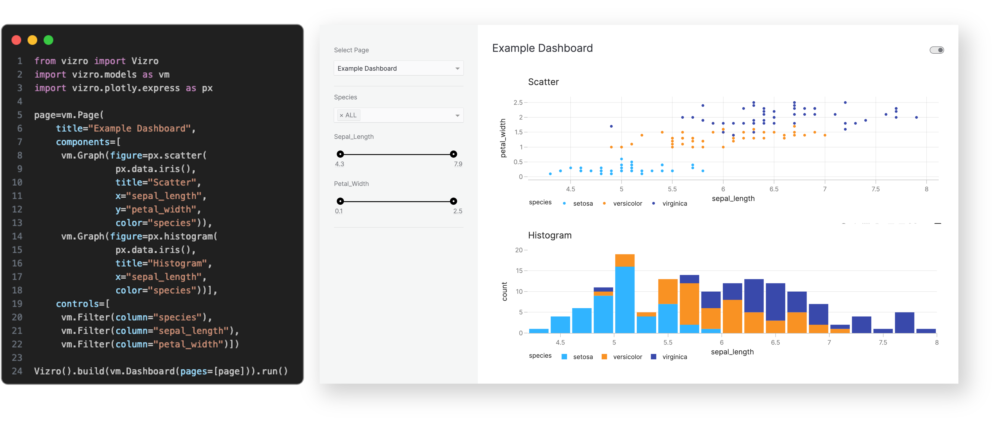 1 from vizro import Vizro
2 import vizro.models as vm
3 import vizro.plotly.express as px
4
5 page=vm.Page(
6 title="Example Dashboard",
7 components=[
8 vm.Graph(figure=px.scatter(
9 px.data.iris(),
10 title="Scatter",
11 x="sepal_length",
12 y="petal_width",
13 color="species")),
14 vm.Graph(figure=px.histogram(
15 px.data.iris(),
16 title="Histogram",
17 x="sepal_length",
18 color="species"))],
19 controls=[
20 vm.Filter(column="species"),
21 vm.Filter(column="sepal_length"),
22 vm.Filter(column="petal_width")])
23
24 Vizro().build(vm.Dashboard(pages=[page])).run()
Select Page
Example Dashboard
Species
× ALL
Sepal_Length
4.3 7.9
Petal_Width
0.1 2.5
Example Dashboard
Scatter
petal_width
2.5
2
1.5
1
0.5
0
4.5 5 5.5 6 6.5 7 7.5 8
sepal_length
species setosa versicolor virginica
Histogram
count
20
15
10
5
0
4.5 5 5.5 6 6.5 7 7.5 8
sepal_length
species setosa versicolor virginica